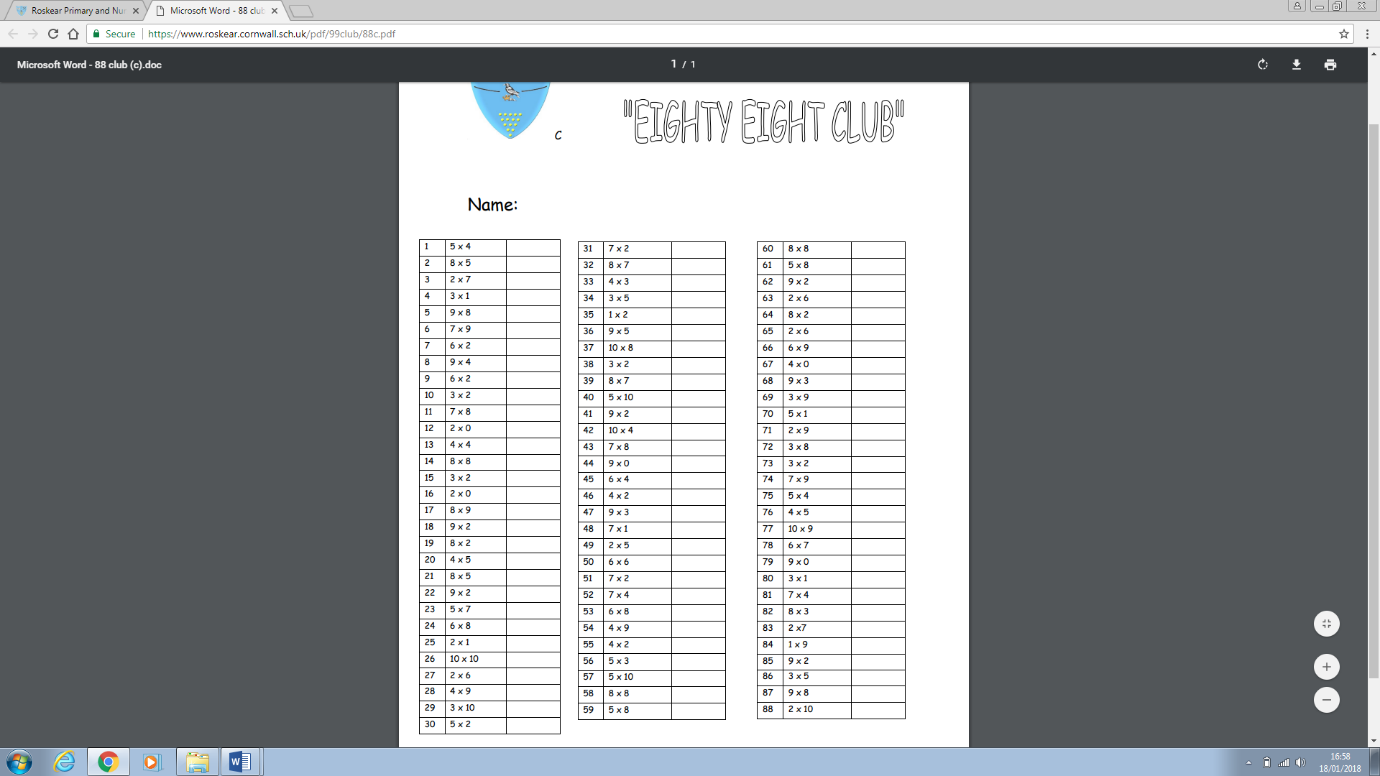 Roskear Primary and Nur
Microsoft Word - 88 club
Secure https://www.roskear.cornwall.sch.uk/pdf/99club/88c.pdf
Microsoft Word - 88 club (c).doc
1 / 1
C
"EIGHTY EIGHT CLUB"
Name:
1 5 x 4
2 8 x 5
3 2 x 7
4 3 x 1
5 9 x 8
6 7 x 9
7 6 x 2
8 9 x 4
9 6 x 2
10 3 x 2
11 7 x 8
12 2 x 0
13 4 x 4
14 8 x 8
15 3 x 2
16 2 x 0
17 8 x 9
18 9 x 2
19 8 x 2
20 4 x 5
21 8 x 5
22 9 x 2
23 5 x 7
24 6 x 8
25 2 x 1
26 10 x 10
27 2 x 6
28 4 x 9
29 3 x 10
30 5 x 2
31 7 x 2
32 8 x 7
33 4 x 3
34 3 x 5
35 1 x 2
36 9 x 5
37 10 x 8
38 3 x 2
39 8 x 7
40 5 x 10
41 9 x 2
42 10 x 4
43 7 x 8
44 9 x 0
45 6 x 4
46 4 x 2
47 9 x 3
48 7 x 1
49 2 x 5
50 6 x 6
51 7 x 2
52 7 x 4
53 6 x 8
54 4 x 9
55 4 x 2
56 5 x 3
57 5 x 10
58 8 x 8
59 5 x 8
60 8 x 8
61 5 x 8
62 9 x 2
63 2 x 6
64 8 x 2
65 2 x 6
66 6 x 9
67 4 x 0
68 9 x 3
69 3 x 9
70 5 x 1
71 2 x 9
72 3 x 8
73 3 x 2
74 7 x 9
75 5 x 4
76 4 x 5
77 10 x 9
78 6 x 7
79 9 x 0
80 3 x 1
81 7 x 4
82 8 x 3
83 2 x7
84 1 x 9
85 9 x 2
86 3 x 5
87 9 x 8
88 2 x 10
16:58
18/01/2018